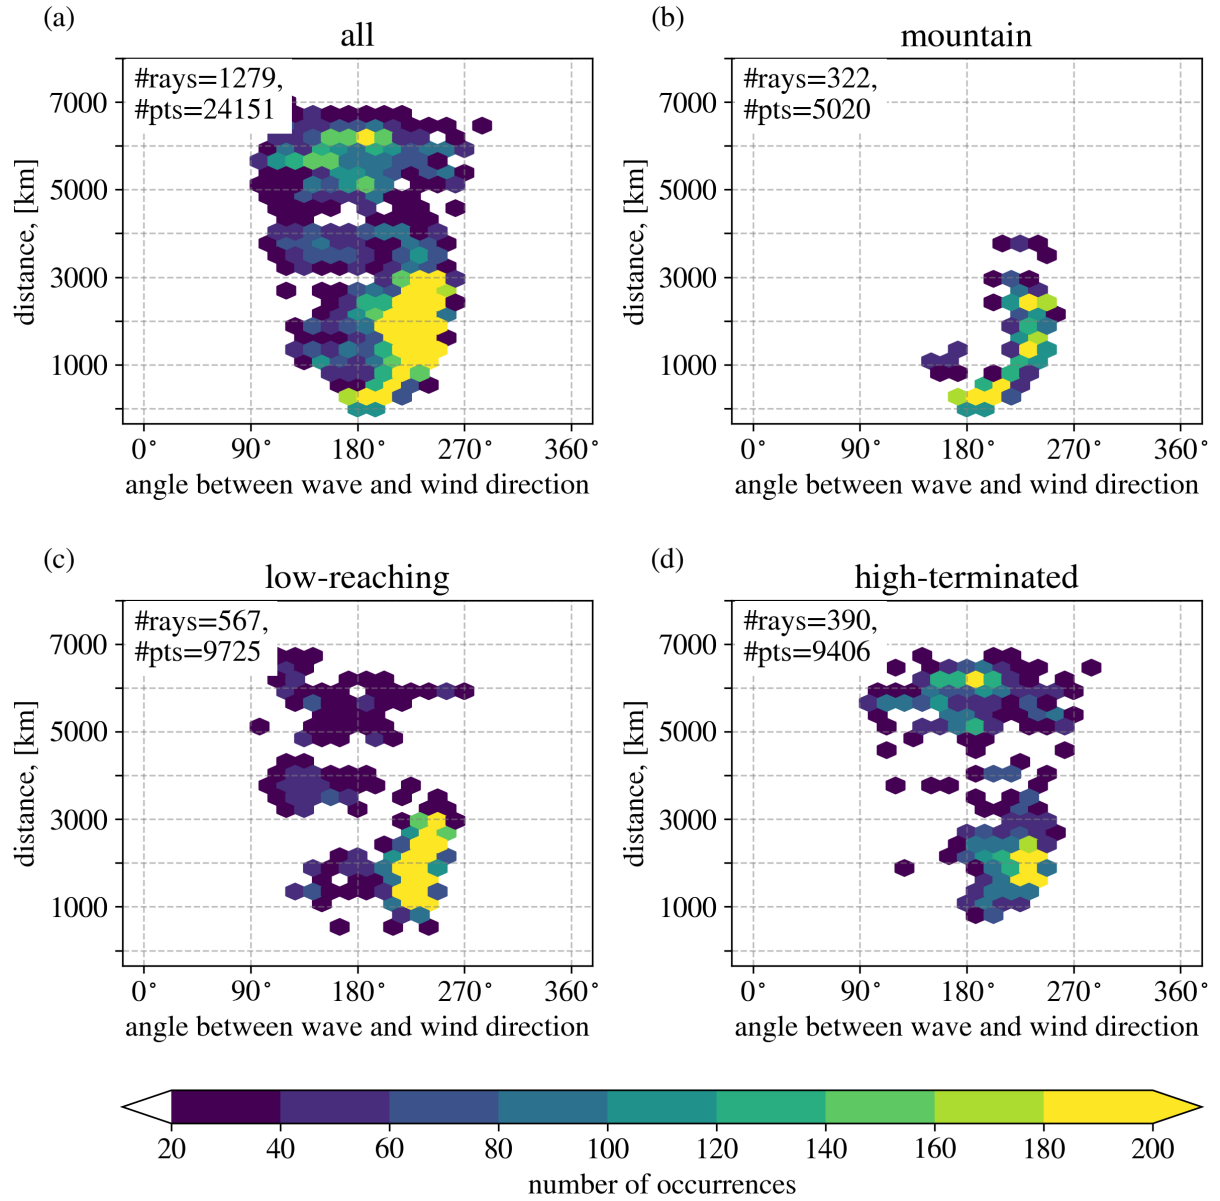 (a)
all
#rays=1279,
#pts=24151
7000
5000
3000
1000
distance, [km]
0° 90° 180° 270° 360°
angle between wave and wind direction
(b)
mountain
#rays=322,
#pts=5020
7000
5000
3000
1000
distance, [km]
0° 90° 180° 270° 360°
angle between wave and wind direction
(c)
low-reaching
#rays=567,
#pts=9725
7000
5000
3000
1000
distance, [km]
0° 90° 180° 270° 360°
angle between wave and wind direction
(d)
high-terminated
#rays=390,
#pts=9406
7000
5000
3000
1000
distance, [km]
0° 90° 180° 270° 360°
angle between wave and wind direction
20 40 60 80 100 120 140 160 180 200
number of occurrences